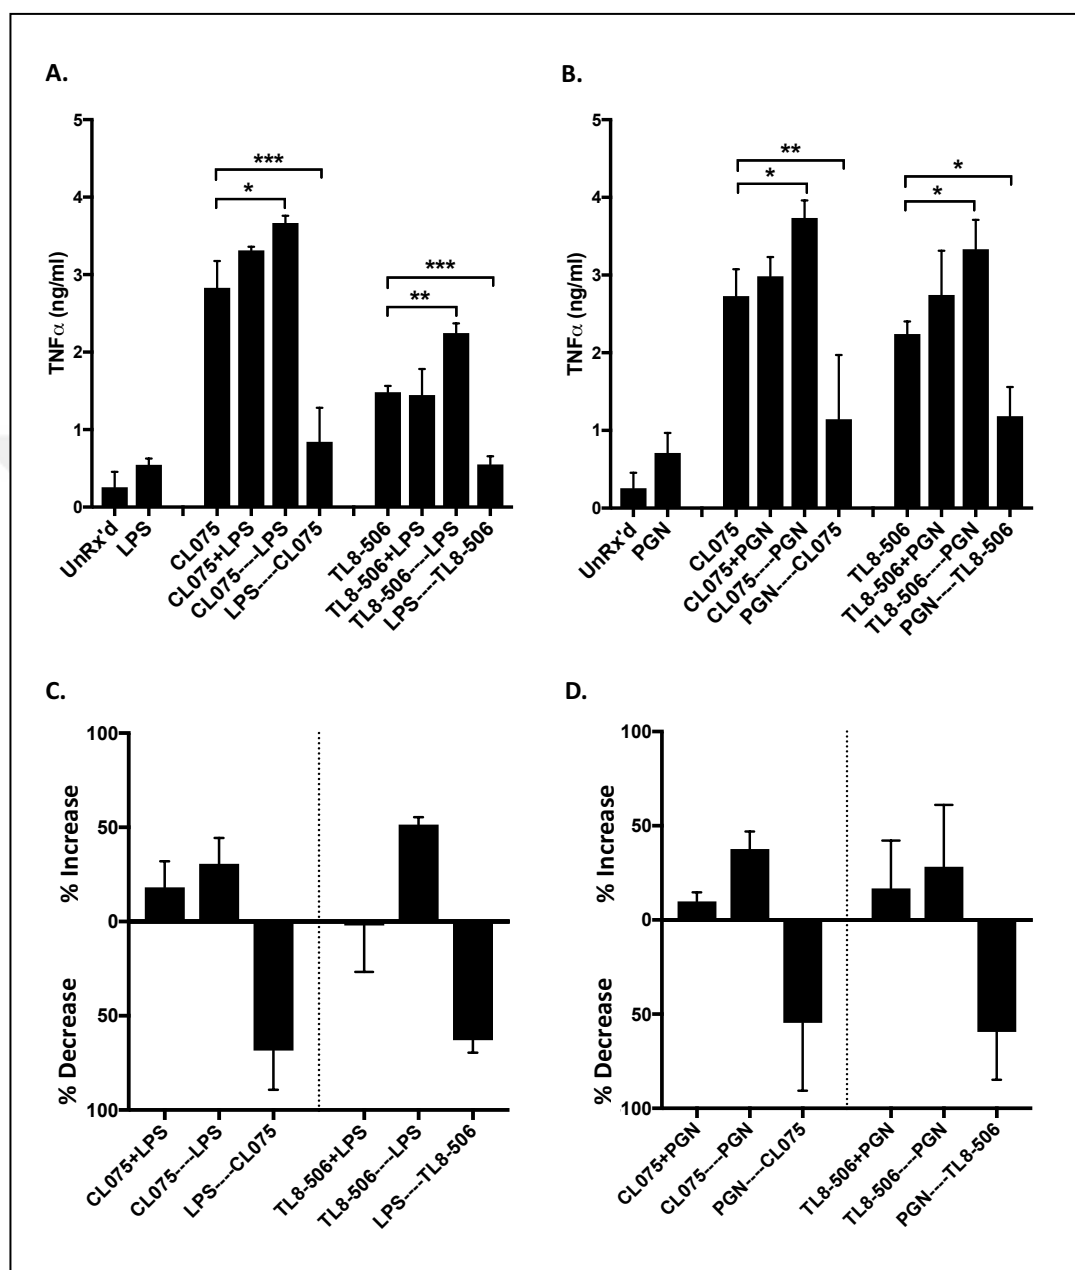 A.
5
4
3
2
1
0
TNFα (ng/ml)
***
*
***
**
UnRx'd
LPS
CL075
CL075+LPS
CL075----LPS
LPS----CL075
TL8-506
TL8-506+LPS
TL8-506----LPS
LPS----TL8-506
B.
5
4
3
2
1
0
TNFα (ng/ml)
**
*
*
*
UnRx'd
PGN
CL075
CL075+PGN
CL075----PGN
PGN----CL075
TL8-506
TL8-506+PGN
TL8-506----PGN
PGN----TL8-506
C.
100
50
0
50
100
% Increase
% Decrease
CL075+LPS
CL075----LPS
LPS----CL075
TL8-506+LPS
TL8-506----LPS
LPS----TL8-506
D.
100
50
0
50
100
% Increase
% Decrease
CL075+PGN
CL075----PGN
PGN----CL075
TL8-506+PGN
TL8-506----PGN
PGN----TL8-506